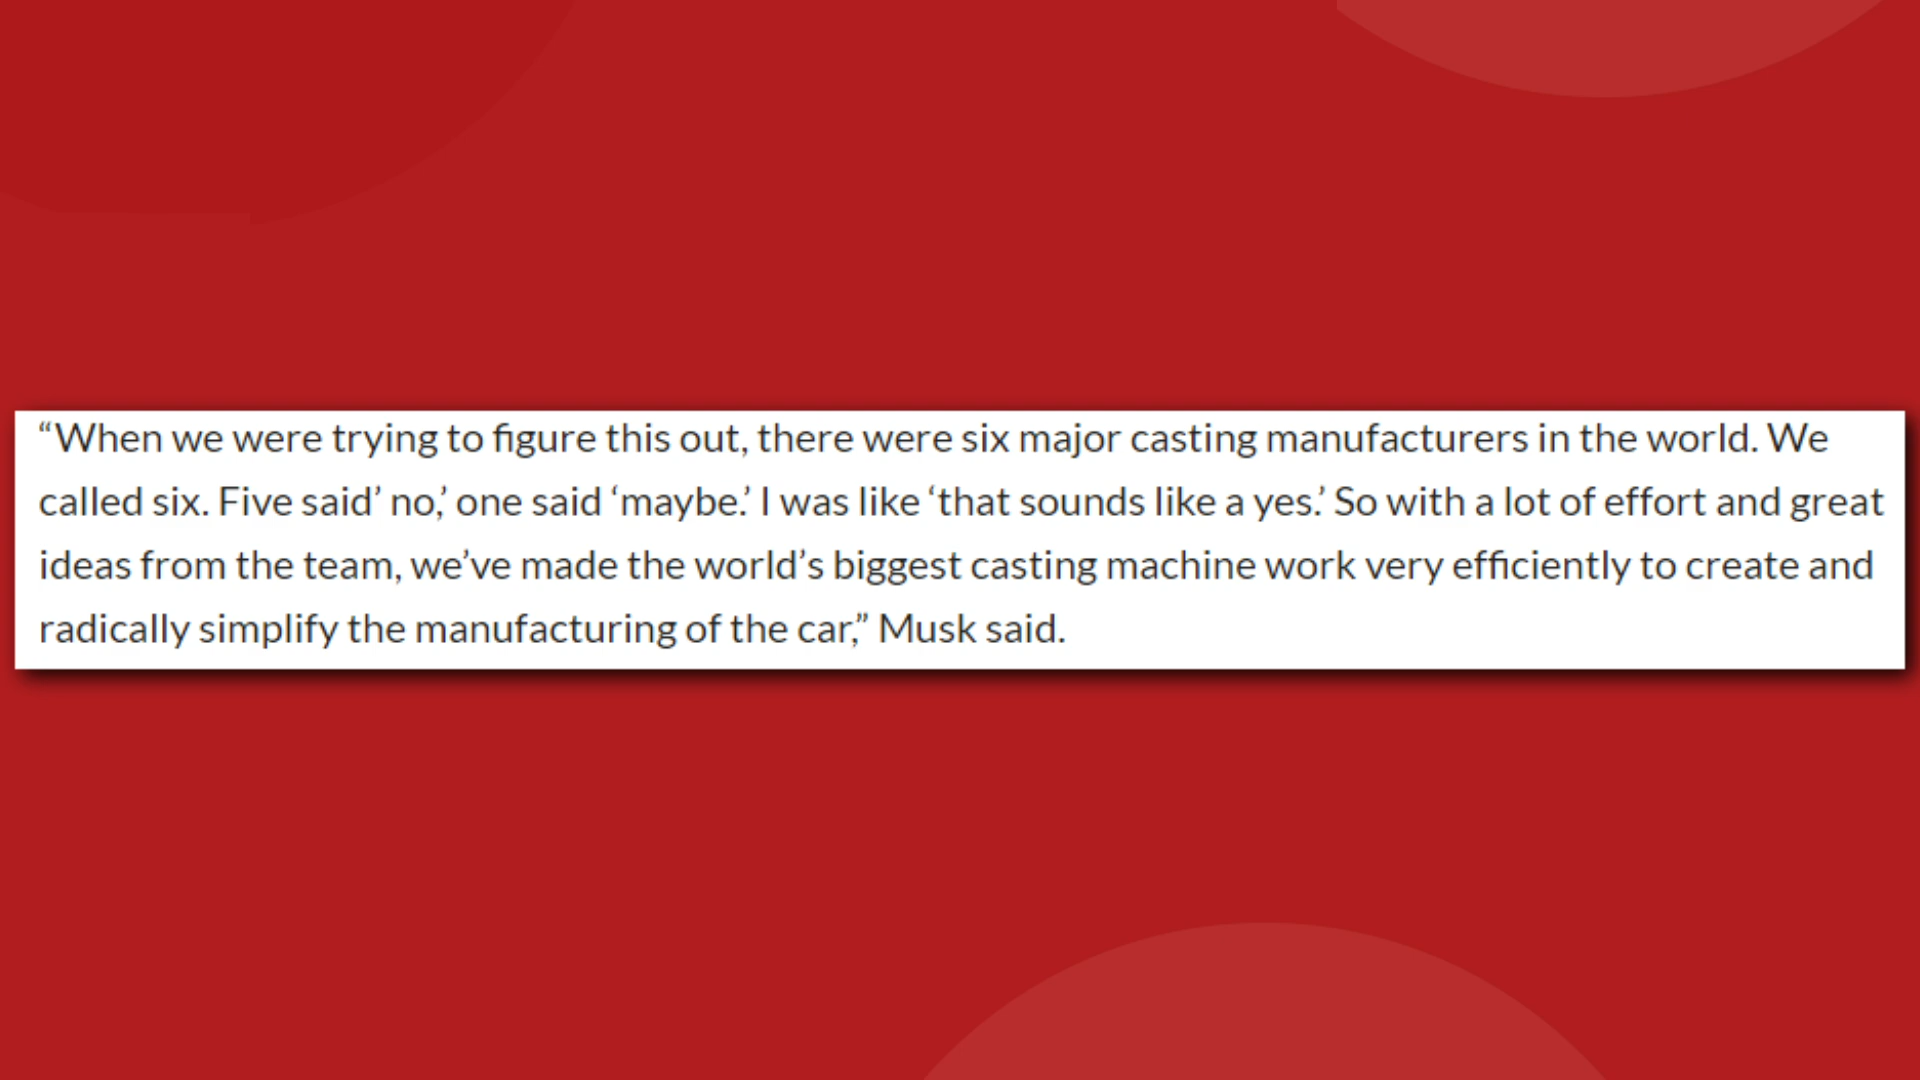 “When we were trying to figure this out, there were six major casting manufacturers in the world. We
called six. Five said’ no,’ one said ‘maybe.’ I was like ‘that sounds like a yes.’ So with a lot of effort and great
ideas from the team, we’ve made the world’s biggest casting machine work very efficiently to create and
radically simplify the manufacturing of the car,” Musk said.